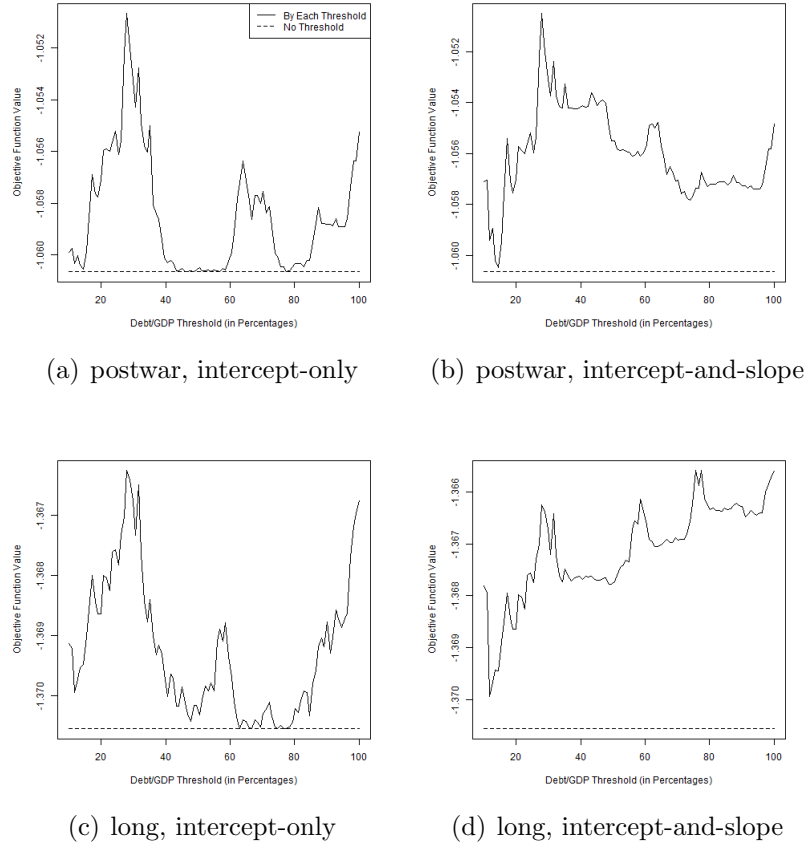 By Each Threshold
No Threshold
Objective Function Value
-1.052
-1.054
-1.056
-1.058
-1.060
20 40 60 80 100
Debt/GDP Threshold (in Percentages)
(a) postwar, intercept-only
Objective Function Value
-1.052
-1.054
-1.056
-1.058
-1.060
20 40 60 80 100
Debt/GDP Threshold (in Percentages)
(b) postwar, intercept-and-slope
Objective Function Value
-1.367
-1.368
-1.369
-1.370
20 40 60 80 100
Debt/GDP Threshold (in Percentages)
(c) long, intercept-only
Objective Function Value
-1.366
-1.367
-1.368
-1.369
-1.370
20 40 60 80 100
Debt/GDP Threshold (in Percentages)
(d) long, intercept-and-slope